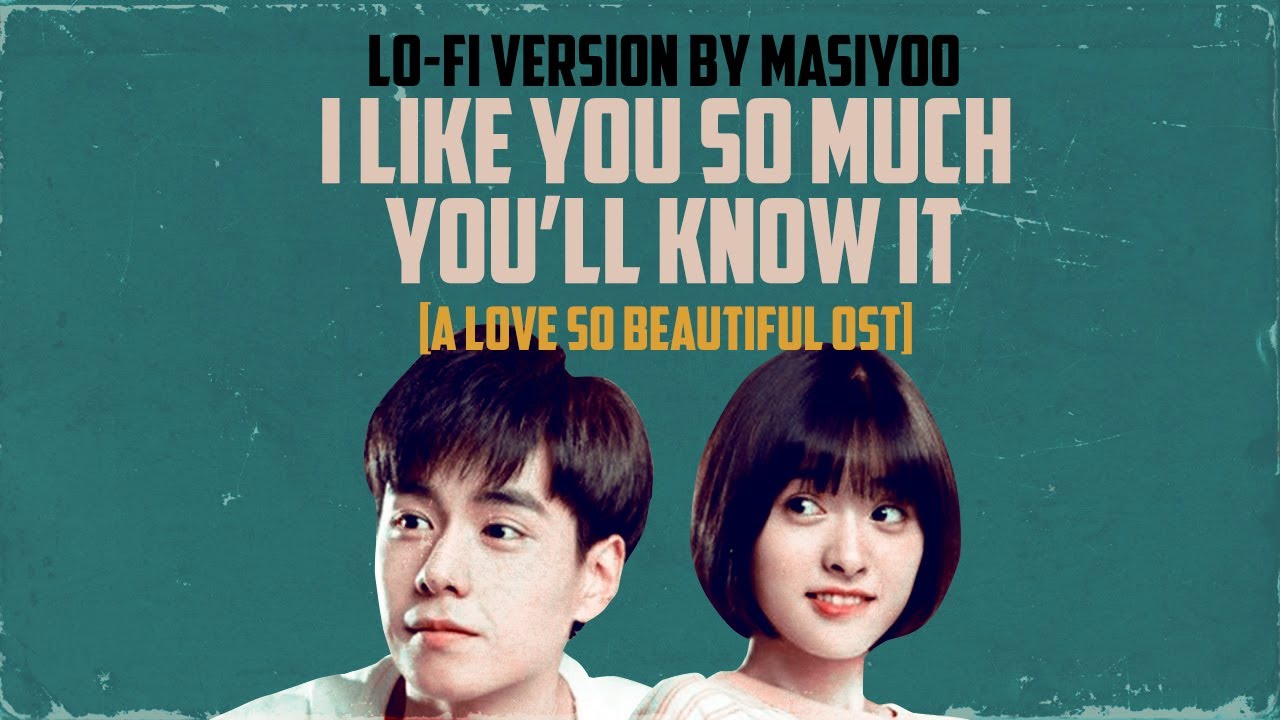 LO-FI VERSION BY MASIYOO
I LIKE YOU SO MUCH
YOU'LL KNOW IT
[A LOVE SO BEAUTIFUL OST]